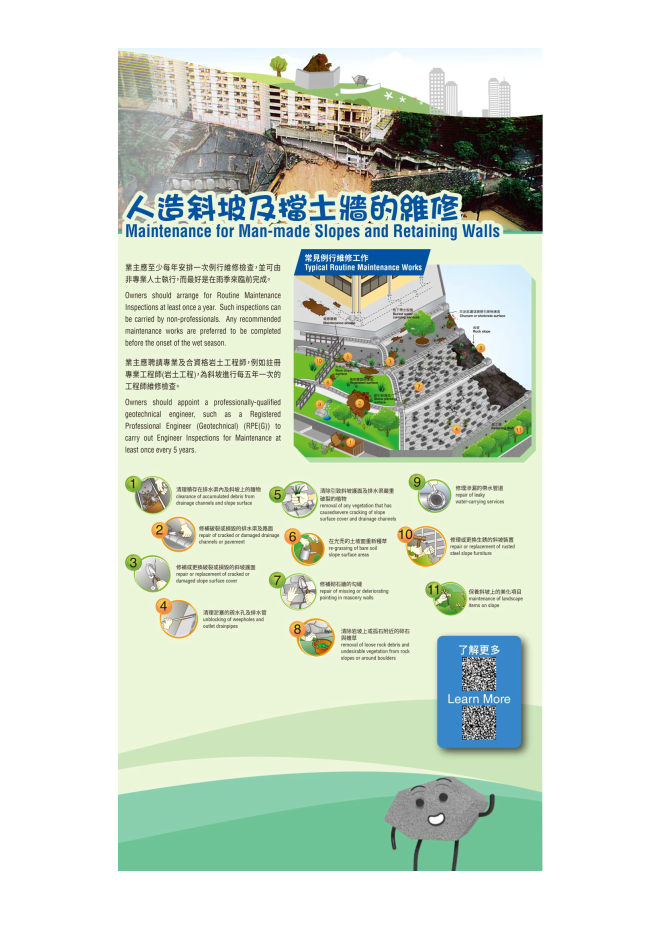 人造斜坡及擋土牆的維修
Maintenance for Man-made Slopes and Retaining Walls
業主應至少每年安排一次例行維修檢查，並可由
非專業人士執行，而最好是在雨季來臨前完成。
Owners should arrange for Routine Maintenance
Inspections at least once a year. Such inspections can
be carried by non-professionals. Any recommended
maintenance works are preferred to be completed
before the onset of the wet season.
業主應聘請專業及合資格岩土工程師，例如註冊
專業工程師(岩土工程)，為斜坡進行每五年一次的
工程師維修檢查。
Owners should appoint a professionally-qualified
geotechnical engineer, such as a Registered
Professional Engineer (Geotechnical) (RPE(G)) to
carry out Engineer Inspections for Maintenance at
least once every 5 years.
常見例行維修工作
Typical Routine Maintenance Works
Rock slope
1
清理積存在排水渠內及斜坡上的雜物
clearance of accumulated debris from
drainage channels and slope surface
2
修補破裂或損毀的排水渠及路面
repair of cracked or damaged drainage
channels or pavement
3
修補或更換破裂或損毀的斜坡護面
repair or replacement of cracked or
damaged slope surface cover
4
清理淤塞的疏水孔及排水管
unblocking of weepholes and
outlet drainpipes
5
清除引致斜坡護面及排水渠嚴重
破裂的植物
removal of any vegetation that has
causedsevere cracking of slope
surface cover and drainage channels
6
在光禿的土坡面重新種草
re-grassing of bare soil
slope surface areas
7
修補砌石牆的勾縫
repair of missing or deteriorating
pointing in masonry walls
8
清除岩坡上或孤石附近的碎石
與雜草
removal of loose rock debris and
undesirable vegetation from rock
slopes or around boulders
9
修理滲漏的帶水管道
repair of leaky
water-carrying services
10
修理或更換生銹的斜坡裝置
repair or replacement of rusted
steel slope furniture
11
保養斜坡上的美化項目
maintenance of landscape
items on slope
了解更多
Learn More